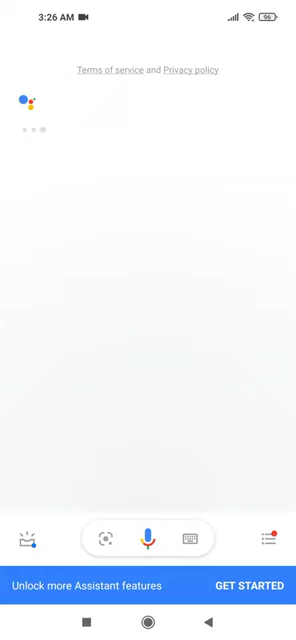 3:26 AM
96
Terms of service and Privacy policy
Unlock more Assistant features GET STARTED